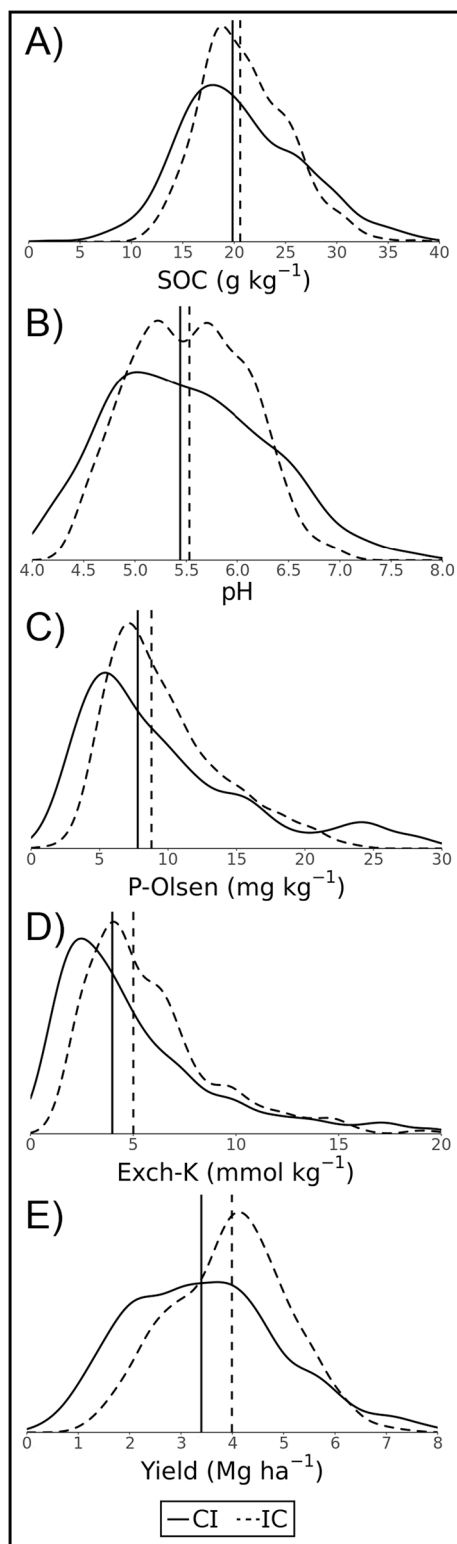 A)
0 5 10 15 20 25 30 35 40
SOC (g kg⁻¹)
B)
4.0 4.5 5.0 5.5 6.0 6.5 7.0 7.5 8.0
pH
C)
0 5 10 15 20 25 30
P-Olsen (mg kg⁻¹)
D)
0 5 10 15 20
Exch-K (mmol kg⁻¹)
E)
0 1 2 3 4 5 6 7 8
Yield (Mg ha⁻¹)
CI IC